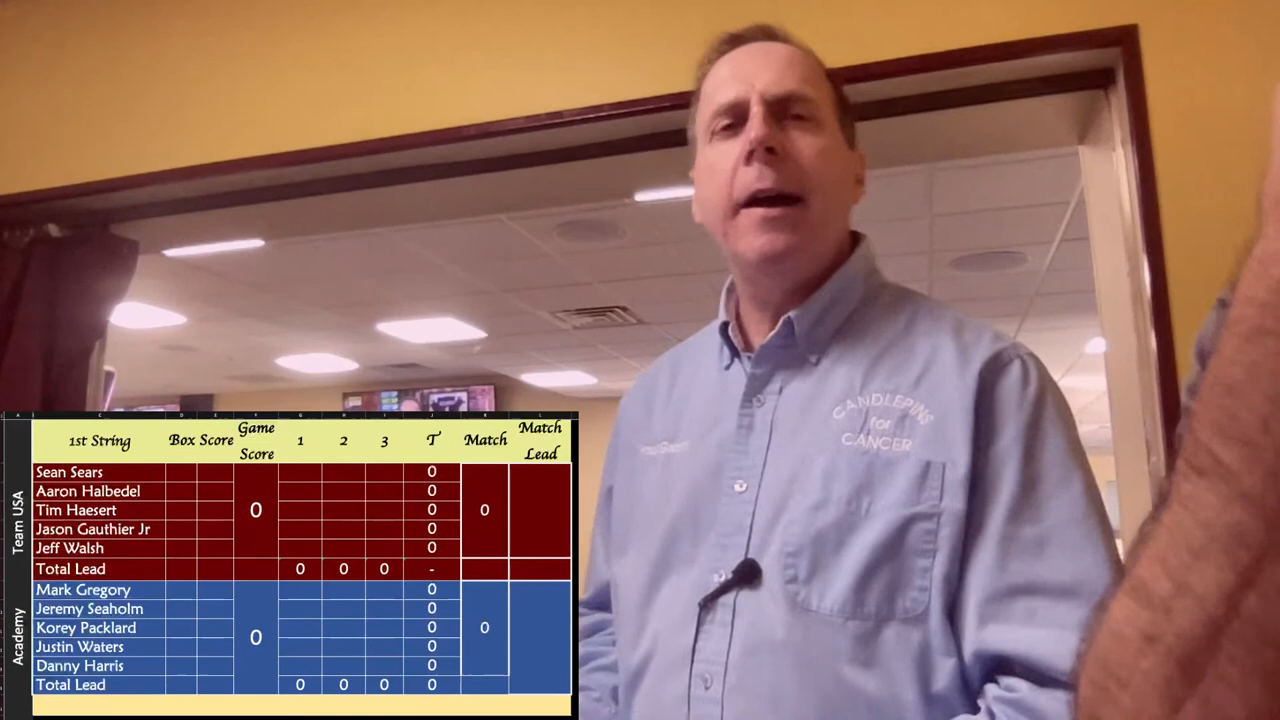 CANDLEPINS
for
CANCER
A C D E F G H I J K L
1st String Box Score Game Score 1 2 3 T Match Match Lead
Team USA
Sean Sears 0
Aaron Halbedel 0
Tim Haesert 0 0 0
Jason Gauthier Jr 0
Jeff Walsh 0
Total Lead 0 0 0 -
Academy
Mark Gregory 0
Jeremy Seaholm 0
Korey Packlard 0 0 0
Justin Waters 0
Danny Harris 0
Total Lead 0 0 0 0